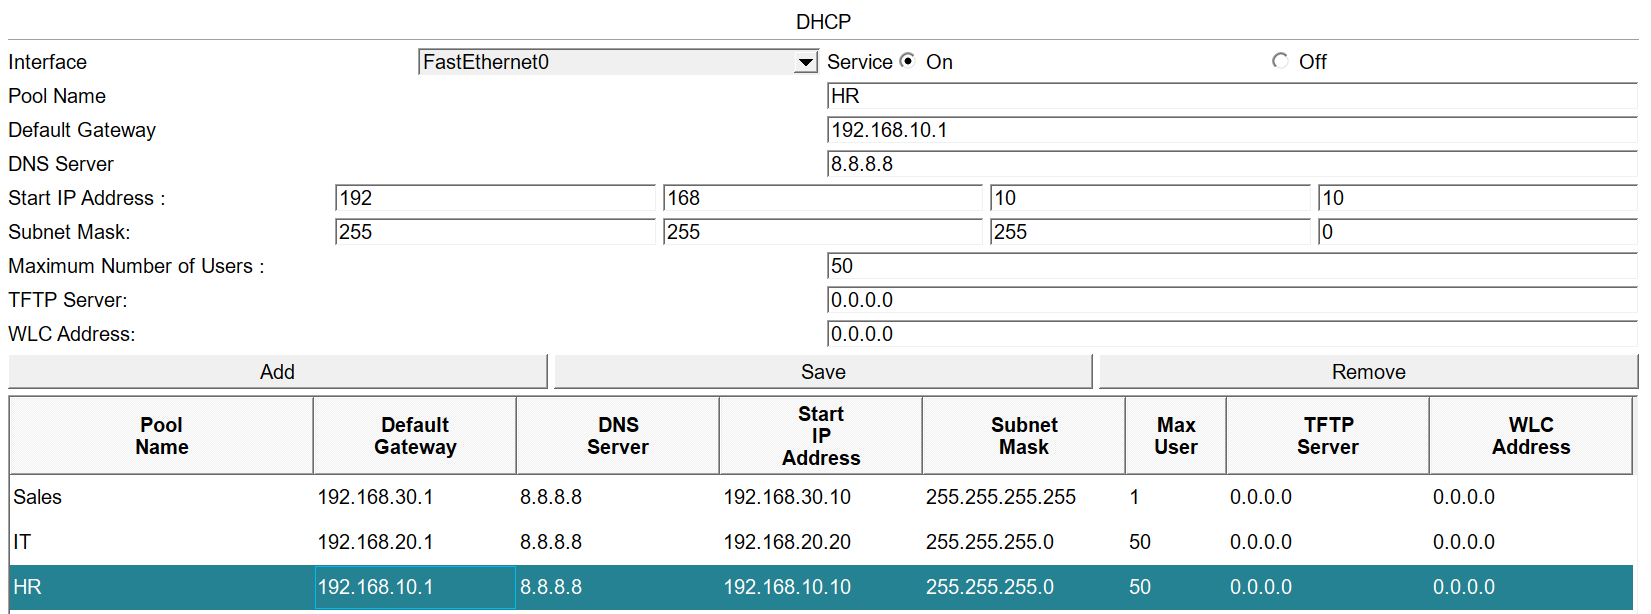 DHCP
Interface FastEthernet0 Service On Off
Pool Name HR
Default Gateway 192.168.10.1
DNS Server 8.8.8.8
Start IP Address : 192 168 10 10
Subnet Mask: 255 255 255 0
Maximum Number of Users : 50
TFTP Server: 0.0.0.0
WLC Address: 0.0.0.0
Add Save Remove
Pool Name Default Gateway DNS Server Start IP Address Subnet Mask Max User TFTP Server WLC Address
Sales 192.168.30.1 8.8.8.8 192.168.30.10 255.255.255.255 1 0.0.0.0 0.0.0.0
IT 192.168.20.1 8.8.8.8 192.168.20.20 255.255.255.0 50 0.0.0.0 0.0.0.0
HR 192.168.10.1 8.8.8.8 192.168.10.10 255.255.255.0 50 0.0.0.0 0.0.0.0